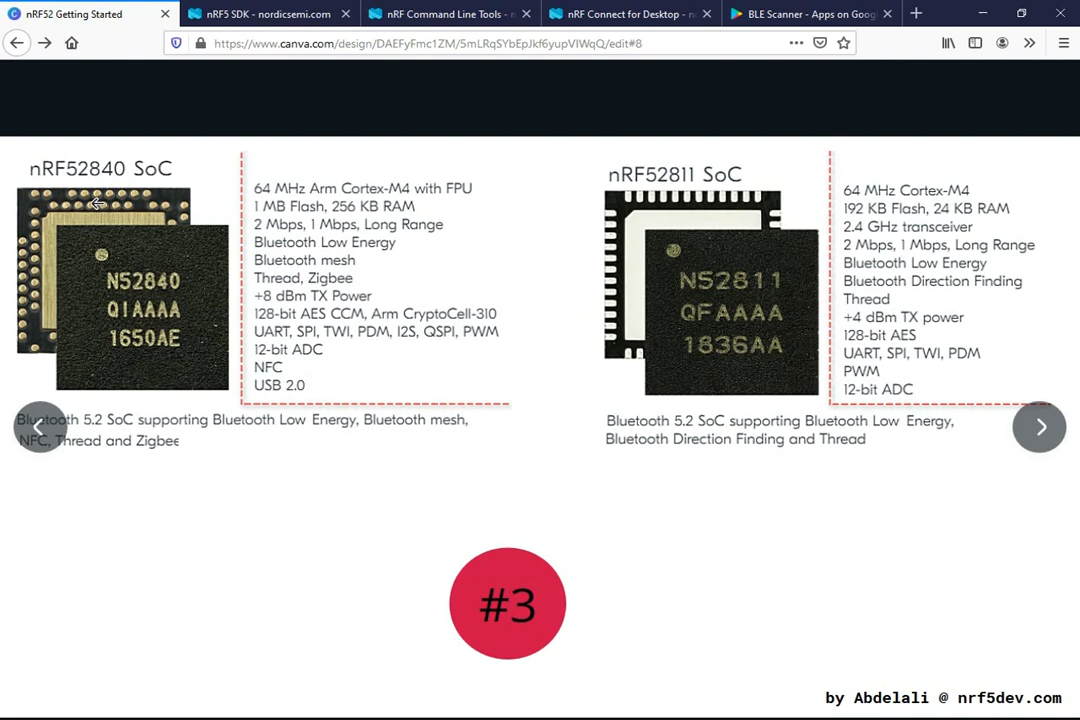 nRF52 Getting Started
nRF5 SDK - nordicsemi.com
nRF Command Line Tools - n
nRF Connect for Desktop - n
BLE Scanner - Apps on Goog
https://www.canva.com/design/DAEFyFmc1ZM/5mLRqSYbEpJkf6yupVIWqQ/edit#8
nRF52840 SoC
N52840
QIAAAA
1650AE
64 MHz Arm Cortex-M4 with FPU
1 MB Flash, 256 KB RAM
2 Mbps, 1 Mbps, Long Range
Bluetooth Low Energy
Bluetooth mesh
Thread, Zigbee
+8 dBm TX Power
128-bit AES CCM, Arm CryptoCell-310
UART, SPI, TWI, PDM, I2S, QSPI, PWM
12-bit ADC
NFC
USB 2.0
Bluetooth 5.2 SoC supporting Bluetooth Low Energy, Bluetooth mesh,
NFC, Thread and Zigbee
nRF52811 SoC
N52811
QFAAAA
1836AA
64 MHz Cortex-M4
192 KB Flash, 24 KB RAM
2.4 GHz transceiver
2 Mbps, 1 Mbps, Long Range
Bluetooth Low Energy
Bluetooth Direction Finding
Thread
+4 dBm TX power
128-bit AES
UART, SPI, TWI, PDM
PWM
12-bit ADC
Bluetooth 5.2 SoC supporting Bluetooth Low Energy,
Bluetooth Direction Finding and Thread
#3
by Abdelali @ nrf5dev.com